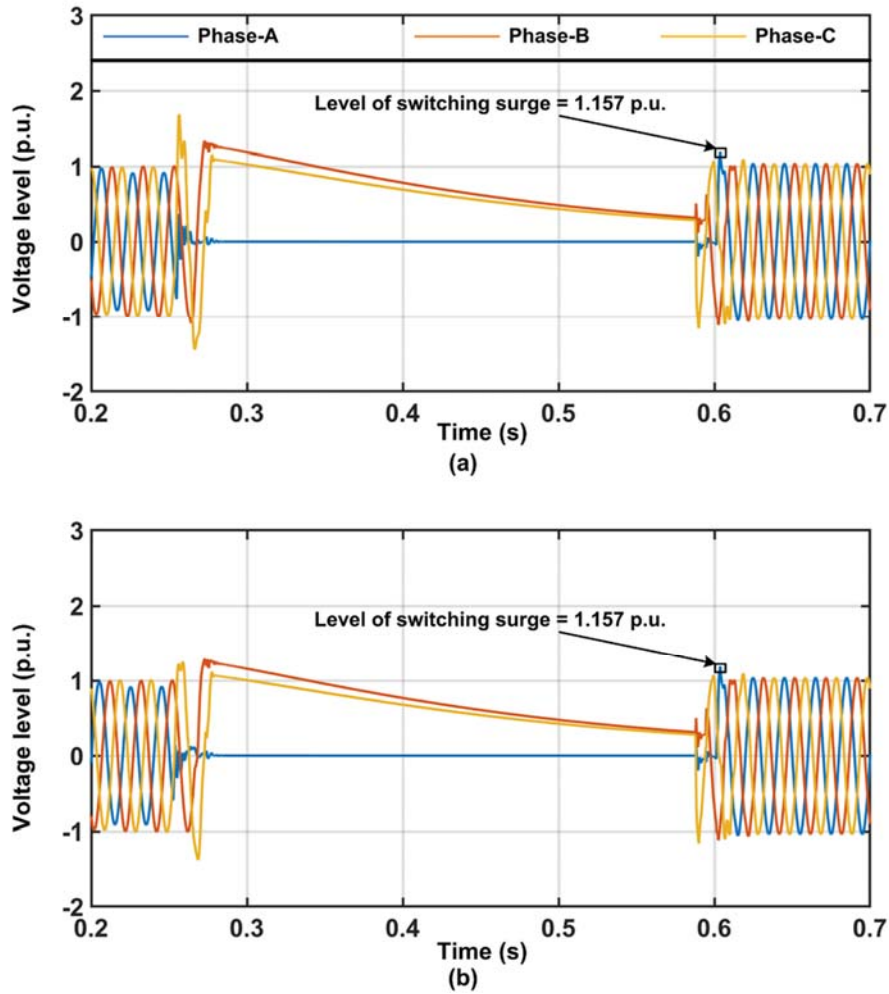 3
Phase-A Phase-B Phase-C
2
Level of switching surge = 1.157 p.u.
1
0
-1
-2
Voltage level (p.u.)
0.2 0.3 0.4 0.5 0.6 0.7
Time (s)
(a)
3
2
Level of switching surge = 1.157 p.u.
1
0
-1
-2
Voltage level (p.u.)
0.2 0.3 0.4 0.5 0.6 0.7
Time (s)
(b)